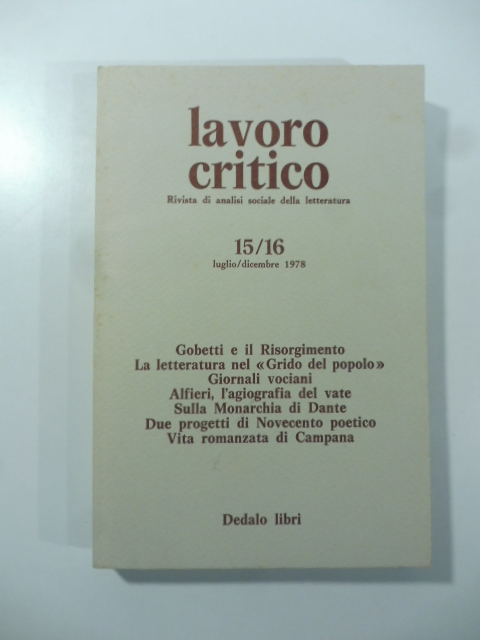 lavoro
critico
Rivista di analisi sociale della letteratura
15/16
luglio/dicembre 1978
Gobetti e il Risorgimento
La letteratura nel «Grido del popolo»
Giornali vociani
Alfieri, l'agiografia del vate
Sulla Monarchia di Dante
Due progetti di Novecento poetico
Vita romanzata di Campana
Dedalo libri